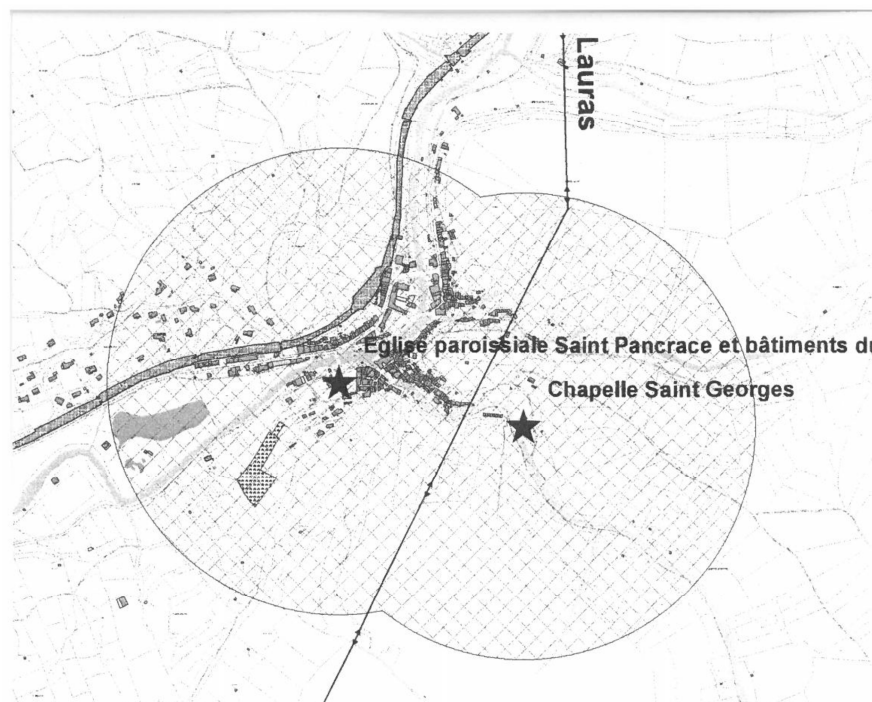 Lauras
Eglise paroissiale Saint Pancrace et bâtiments du
Chapelle Saint Georges